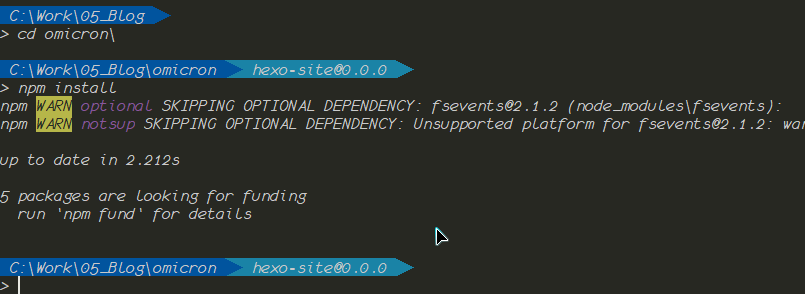 C:\Work\05_Blog
> cd omicron\
C:\Work\05_Blog\omicron hexo-site@0.0.0
> npm install
npm WARN optional SKIPPING OPTIONAL DEPENDENCY: fsevents@2.1.2 (node_modules\fsevents):
npm WARN notsup SKIPPING OPTIONAL DEPENDENCY: Unsupported platform for fsevents@2.1.2: wan
up to date in 2.212s
5 packages are looking for funding
run `npm fund` for details
C:\Work\05_Blog\omicron hexo-site@0.0.0
>